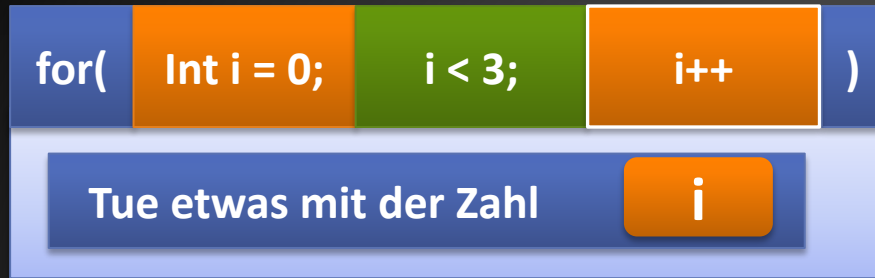 for( Int i = 0; i < 3; i++ )
Tue etwas mit der Zahl i